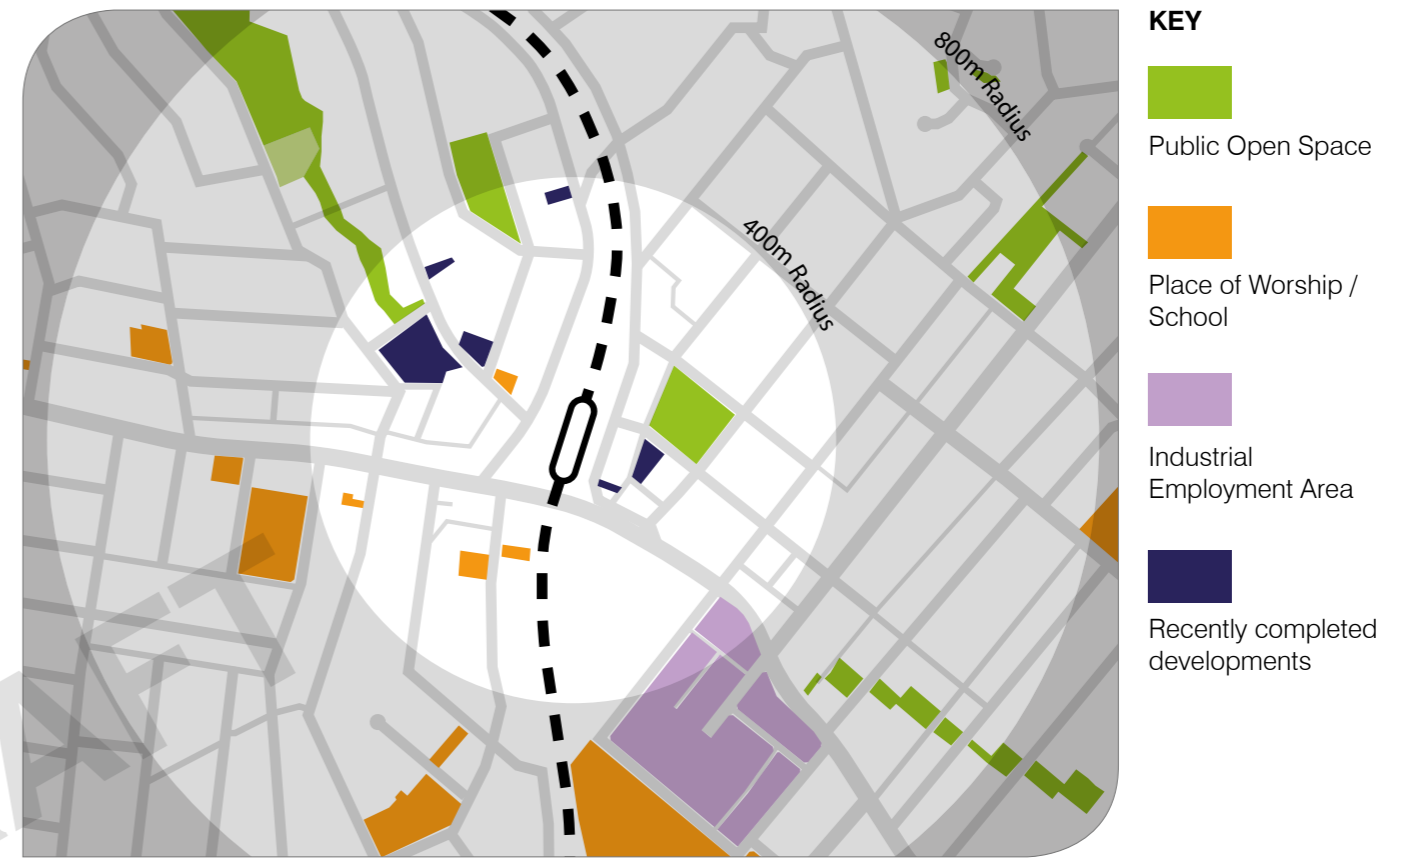 800m Radius
400m Radius
KEY
Public Open Space
Place of Worship /
School
Industrial
Employment Area
Recently completed
developments